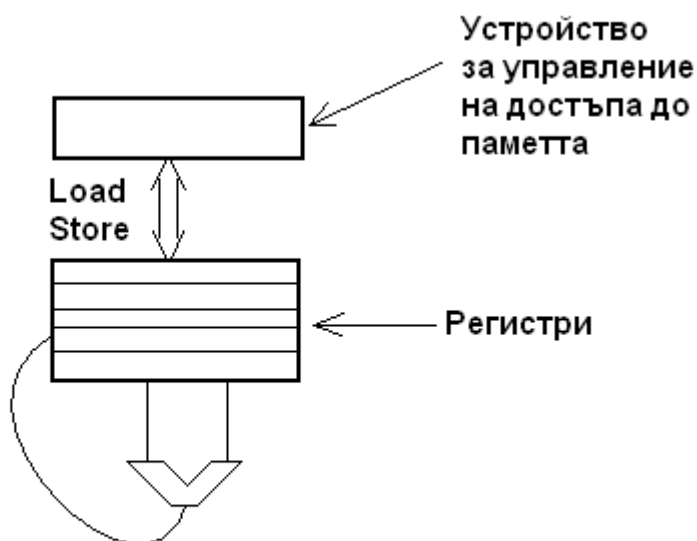 Устройство
за управление
на достъпа до
паметта
Load
Store
Регистри